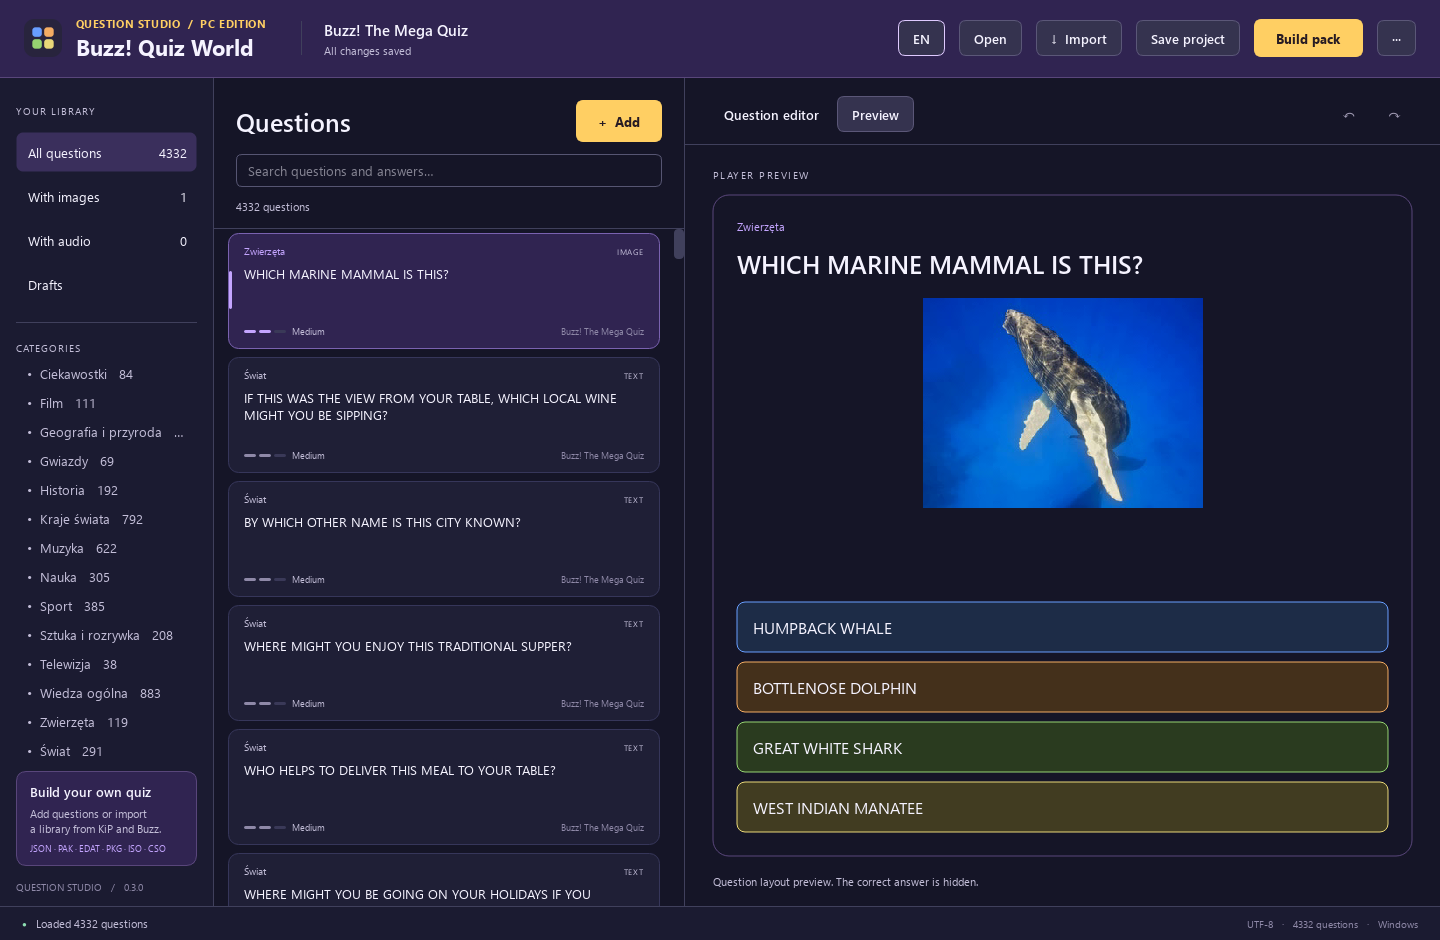 QUESTION STUDIO / PC EDITION
Buzz! Quiz World
Buzz! The Mega Quiz
All changes saved
EN
Open
↓ Import
Save project
Build pack
...
YOUR LIBRARY
All questions 4332
With images 1
With audio 0
Drafts
CATEGORIES
• Ciekawostki 84
• Film 111
• Geografia i przyroda ...
• Gwiazdy 69
• Historia 192
• Kraje świata 792
• Muzyka 622
• Nauka 305
• Sport 385
• Sztuka i rozrywka 208
• Telewizja 38
• Wiedza ogólna 883
• Zwierzęta 119
• Świat 291
Build your own quiz
Add questions or import
a library from KiP and Buzz.
JSON · PAK · EDAT · PKG · ISO · CSO
QUESTION STUDIO / 0.3.0
Questions
+ Add
Search questions and answers...
4332 questions
Zwierzęta IMAGE
WHICH MARINE MAMMAL IS THIS?
Medium Buzz! The Mega Quiz
Świat TEXT
IF THIS WAS THE VIEW FROM YOUR TABLE, WHICH LOCAL WINE
MIGHT YOU BE SIPPING?
Medium Buzz! The Mega Quiz
Świat TEXT
BY WHICH OTHER NAME IS THIS CITY KNOWN?
Medium Buzz! The Mega Quiz
Świat TEXT
WHERE MIGHT YOU ENJOY THIS TRADITIONAL SUPPER?
Medium Buzz! The Mega Quiz
Świat TEXT
WHO HELPS TO DELIVER THIS MEAL TO YOUR TABLE?
Medium Buzz! The Mega Quiz
Świat TEXT
WHERE MIGHT YOU BE GOING ON YOUR HOLIDAYS IF YOU
Question editor
Preview
PLAYER PREVIEW
Zwierzęta
WHICH MARINE MAMMAL IS THIS?
HUMPBACK WHALE
BOTTLENOSE DOLPHIN
GREAT WHITE SHARK
WEST INDIAN MANATEE
Question layout preview. The correct answer is hidden.
• Loaded 4332 questions
UTF-8 · 4332 questions · Windows